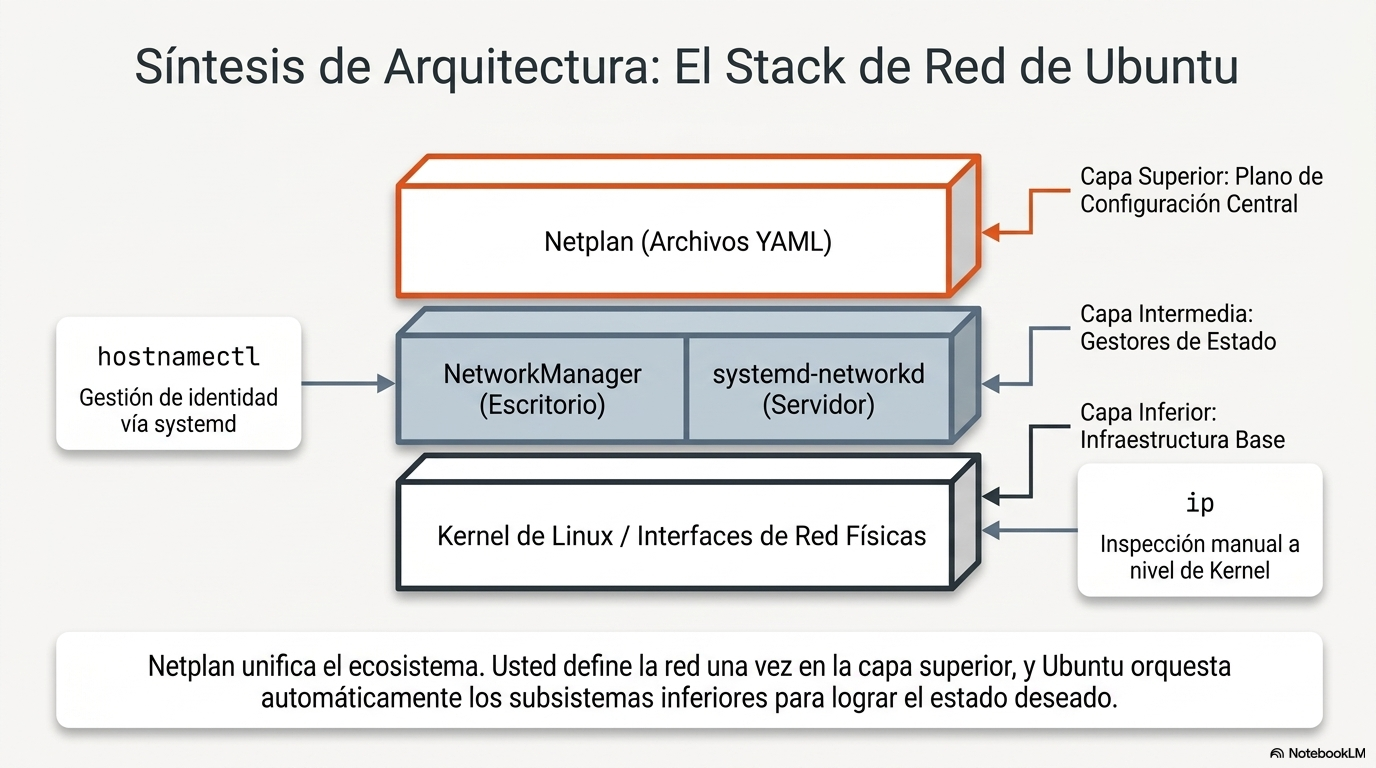 Síntesis de Arquitectura: El Stack de Red de Ubuntu
Netplan (Archivos YAML)
Capa Superior: Plano de
Configuración Central
hostnamectl
Gestión de identidad
vía systemd
NetworkManager
(Escritorio)
systemd-networkd
(Servidor)
Capa Intermedia:
Gestores de Estado
Kernel de Linux / Interfaces de Red Físicas
Capa Inferior:
Infraestructura Base
ip
Inspección manual a
nivel de Kernel
Netplan unifica el ecosistema. Usted define la red una vez en la capa superior, y Ubuntu orquesta
automáticamente los subsistemas inferiores para lograr el estado deseado.
NotebookLM